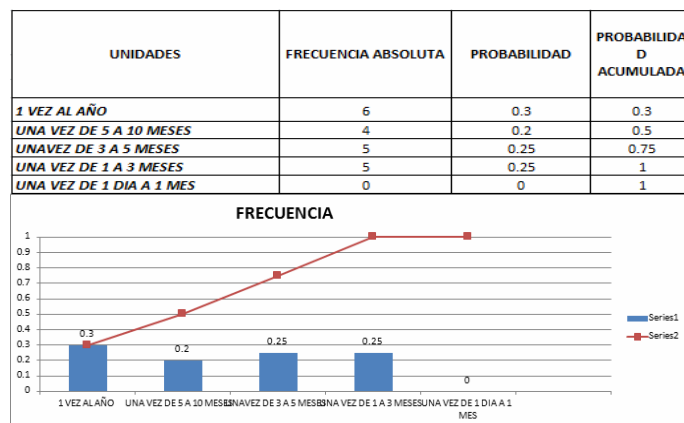 UNIDADES FRECUENCIA ABSOLUTA PROBABILIDAD PROBABILIDA
D
ACUMULADA
1 VEZ AL AÑO 6 0.3 0.3
UNA VEZ DE 5 A 10 MESES 4 0.2 0.5
UNAVEZ DE 3 A 5 MESES 5 0.25 0.75
UNA VEZ DE 1 A 3 MESES 5 0.25 1
UNA VEZ DE 1 DIA A 1 MES 0 0 1
FRECUENCIA
1
0.9
0.8
0.7
0.6
0.5
0.4
0.3
0.2
0.1
0
0.3
0.2
0.25
0.25
0
Series1
Series2
1 VEZ AL AÑO UNA VEZ DE 5 A 10 MESES UNAVEZ DE 3 A 5 MESES UNA VEZ DE 1 A 3 MESES UNA VEZ DE 1 DIA A 1
MES